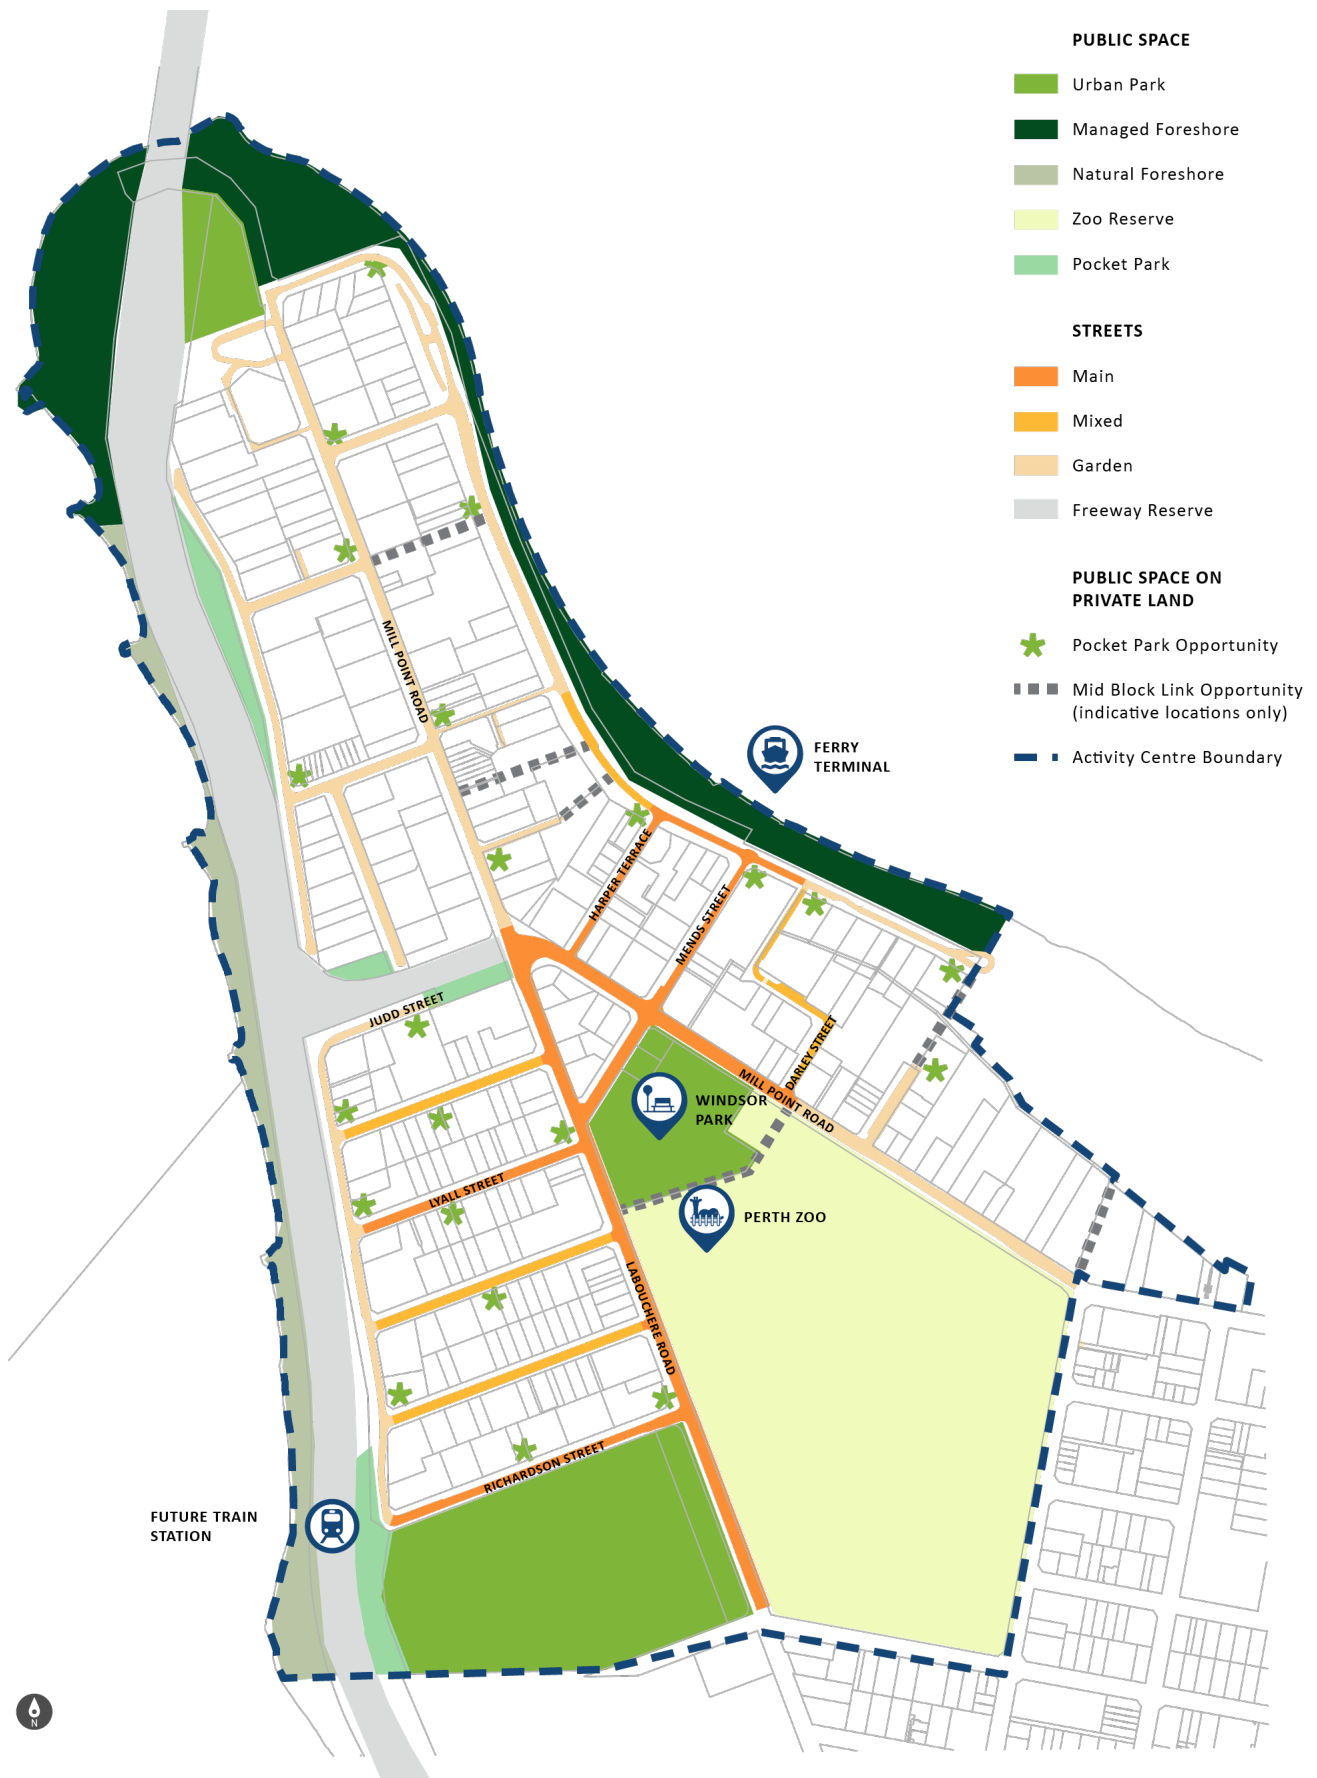 PUBLIC SPACE
Urban Park
Managed Foreshore
Natural Foreshore
Zoo Reserve
Pocket Park
STREETS
Main
Mixed
Garden
Freeway Reserve
PUBLIC SPACE ON
PRIVATE LAND
Pocket Park Opportunity
Mid Block Link Opportunity
(indicative locations only)
Activity Centre Boundary
MILL POINT ROAD
FERRY
TERMINAL
HARPER TERRACE
MENDS STREET
JUDD STREET
DARLEY STREET
MILL POINT ROAD
WINDSOR
PARK
LYALL STREET
PERTH ZOO
LABOUCHERE ROAD
RICHARDSON STREET
FUTURE TRAIN
STATION
N